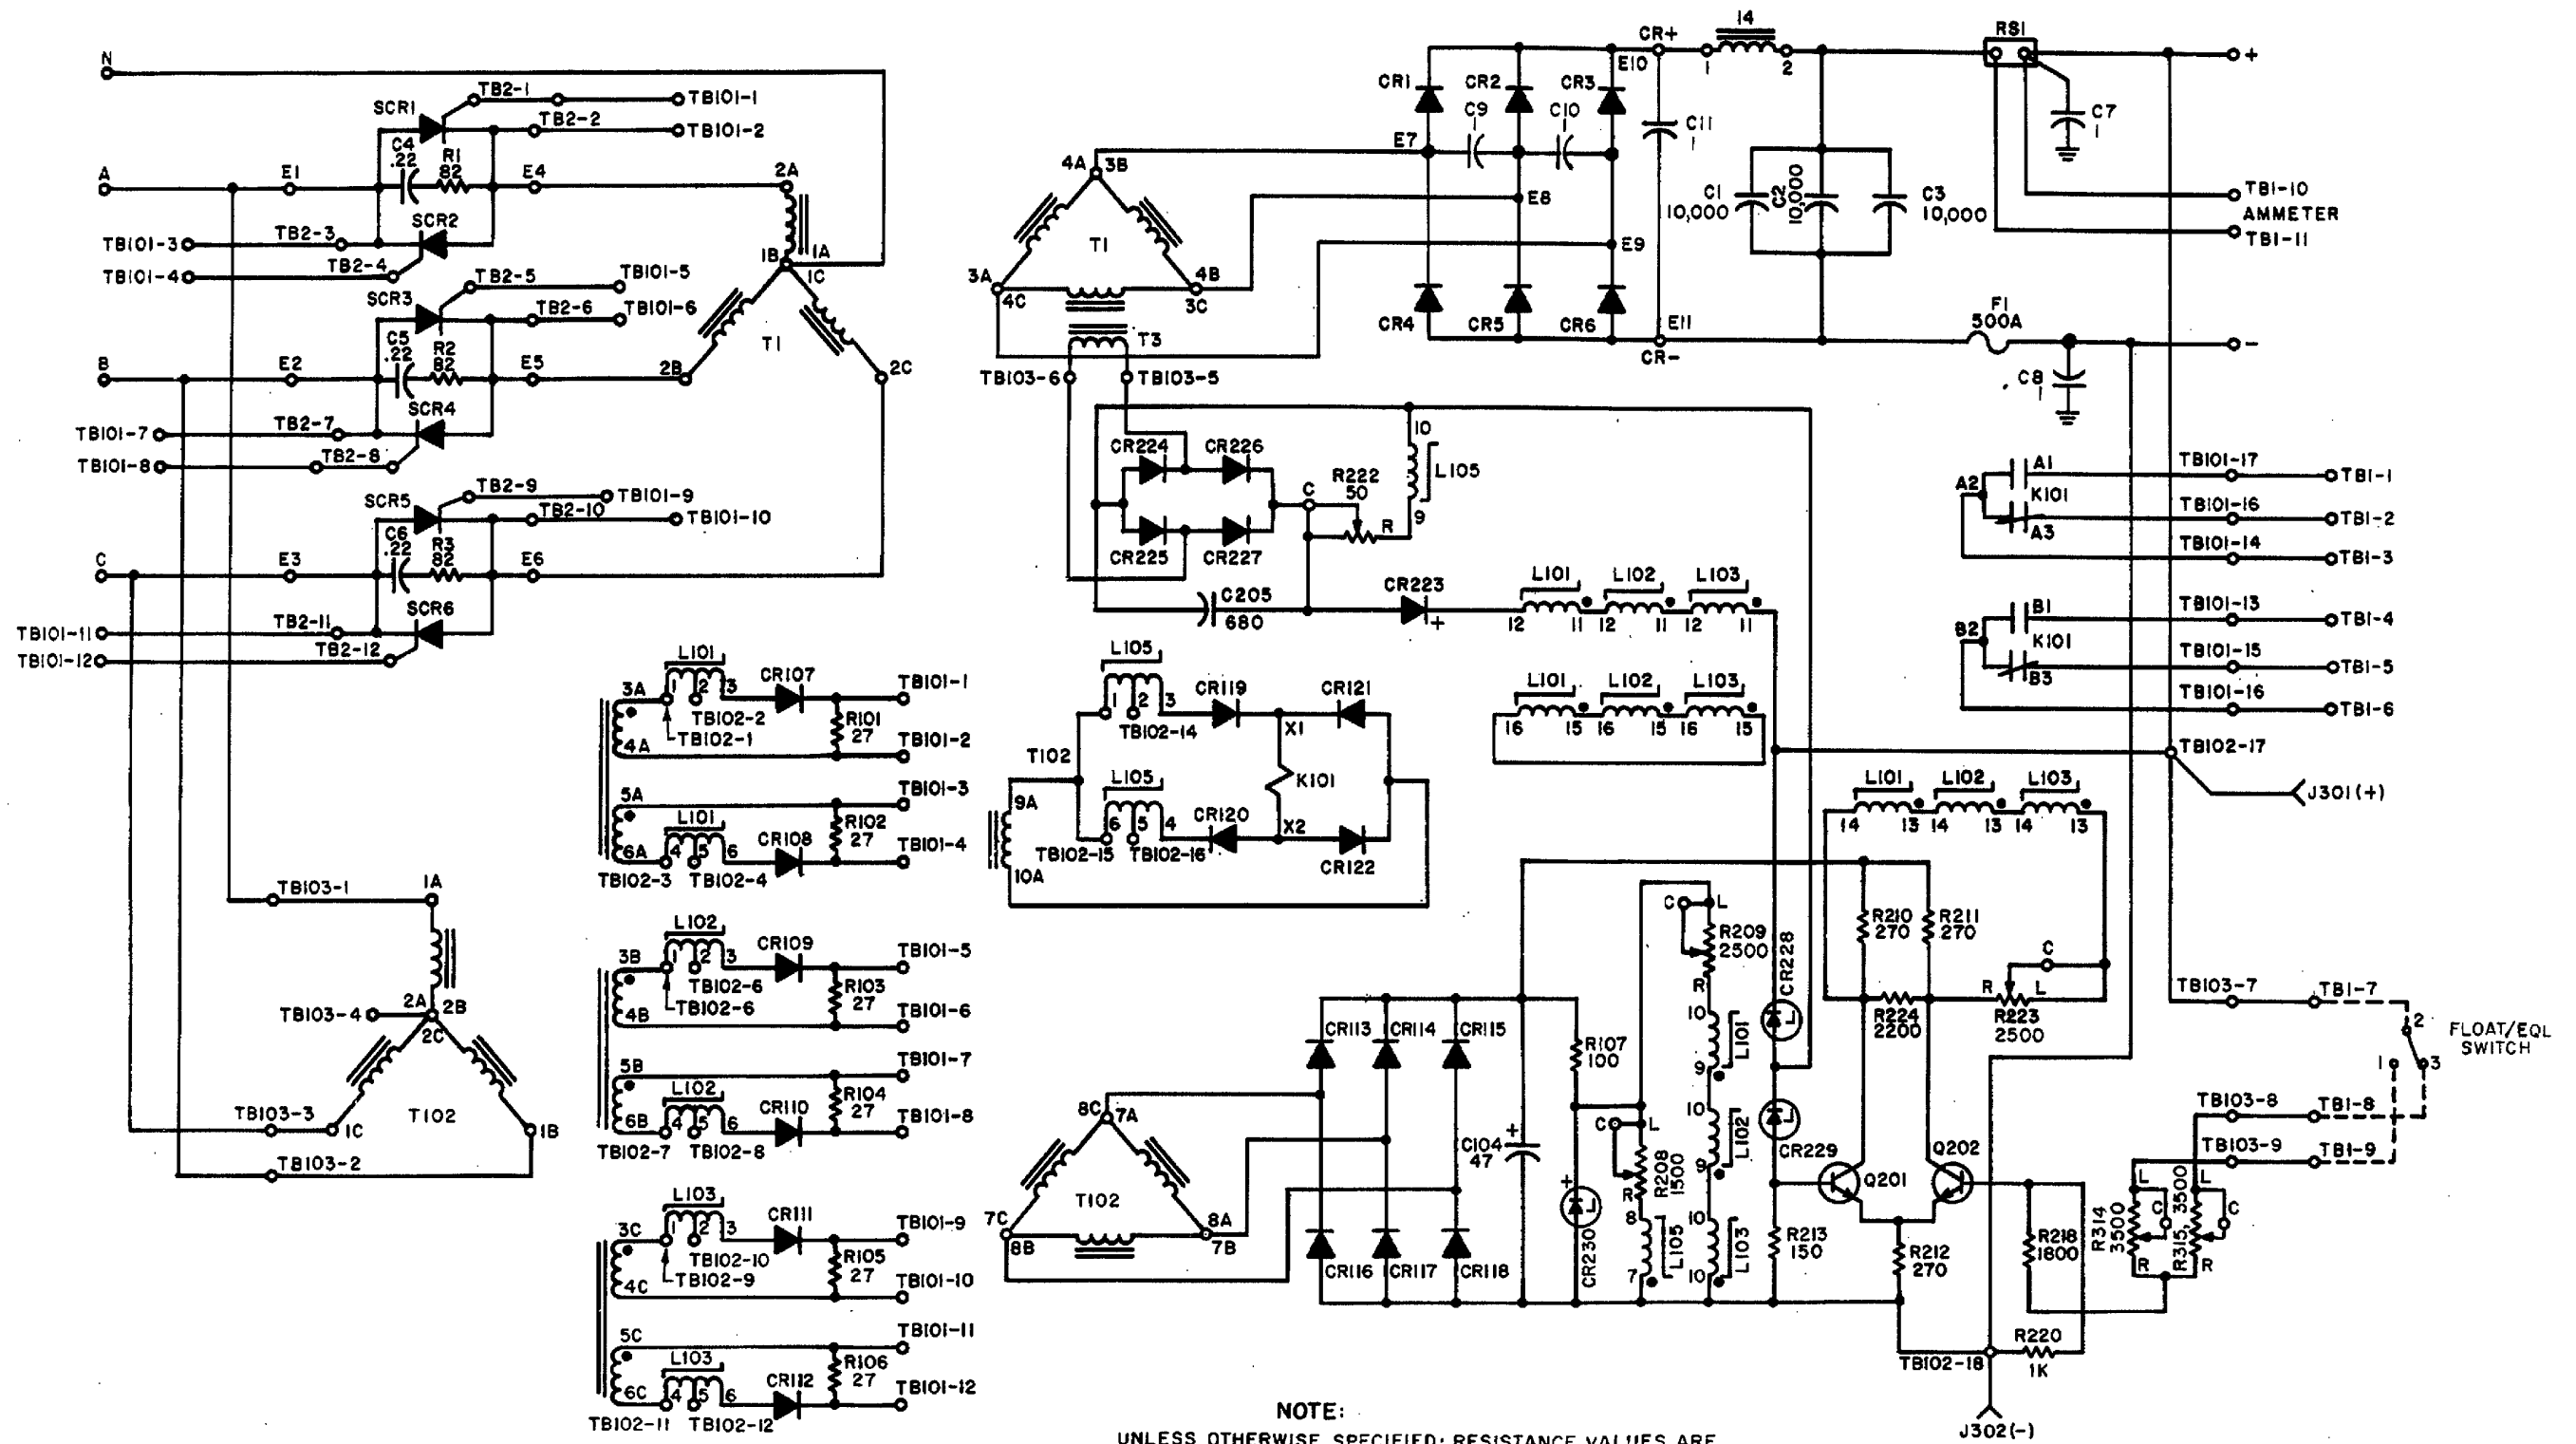 N
A
B
C
SCR1
TB2-1
TB101-1
TB2-2
TB101-2
C4
.22
R1
82
E1
E4
2A
SCR2
TB101-3
TB2-3
TB101-4
TB2-4
1B
1A
1C
SCR3
TB2-5
TB101-5
TB2-6
TB101-6
C5
.22
R2
82
E2
E5
2B
T1
2C
SCR4
TB101-7
TB2-7
TB101-8
TB2-8
SCR5
TB2-9
TB101-9
TB2-10
TB101-10
C6
.22
R3
82
E3
E6
SCR6
TB101-11
TB2-11
TB101-12
TB2-12
TB103-1
1A
TB103-4
2A
2B
2C
TB103-3
1C
T102
1B
TB103-2
L101
3A
1
2
3
CR107
TB101-1
TB102-2
TB102-1
R101
27
4A
TB101-2
5A
TB101-3
L101
R102
27
6A
4
5
6
CR108
TB101-4
TB102-3
TB102-4
L102
3B
1
2
3
CR109
TB101-5
TB102-6
TB102-6
R103
27
4B
TB101-6
5B
TB101-7
L102
R104
27
6B
4
5
6
CR110
TB101-8
TB102-7
TB102-8
L103
3C
1
2
3
CR111
TB101-9
TB102-10
TB102-9
R105
27
4C
TB101-10
5C
TB101-11
L103
R106
27
6C
4
5
6
CR112
TB101-12
TB102-11
TB102-12
4A
3B
T1
3A
4C
4B
3C
T3
TB103-6
TB103-5
E7
E8
E9
CR1
CR2
CR3
C9
1
C10
1
CR4
CR5
CR6
E10
CR+
C11
1
E11
CR-
14
1
2
C1
10,000
C2
10,000
C3
10,000
RS1
+
C7
1
TB1-10
AMMETER
TB1-11
F1
500A
-
C8
1
CR224
CR226
CR225
CR227
C
R222
50
R
10
L105
9
C205
680
CR223
+
L101
L102
L103
12
11
12
11
12
11
L101
L102
L103
16
15
16
15
16
15
A1
A2
K101
A3
TB101-17
TB1-1
TB101-16
TB1-2
TB101-14
TB1-3
B1
B2
K101
B3
TB101-13
TB1-4
TB101-15
TB1-5
TB101-16
TB1-6
TB102-17
J301(+)
L105
1
2
3
CR119
CR121
TB102-14
X1
T102
K101
9A
L105
6
5
4
CR120
X2
TB102-15
TB102-16
CR122
10A
L101
L102
L103
14
13
14
13
14
13
8C
7A
T102
7C
8B
8A
7B
CR113
CR114
CR115
CR116
CR117
CR118
C104
47
+
R107
100
+
CR230
C
L
R208
1500
R
8
L105
7
C
L
R209
2500
R
10
L101
9
10
L102
9
10
L103
10
CR228
CR229
R213
150
R210
270
R211
270
R224
2200
R
L
C
R223
2500
Q201
Q202
R212
270
R218
1800
R220
1K
TB102-18
J302(-)
TB103-7
TB1-7
2
FLOAT/EQL
SWITCH
1
3
TB103-8
TB1-8
TB103-9
TB1-9
L
C
R314
3500
R
L
C
R315, 3500
R
NOTE:
UNLESS OTHERWISE SPECIFIED: RESISTANCE VALUES ARE